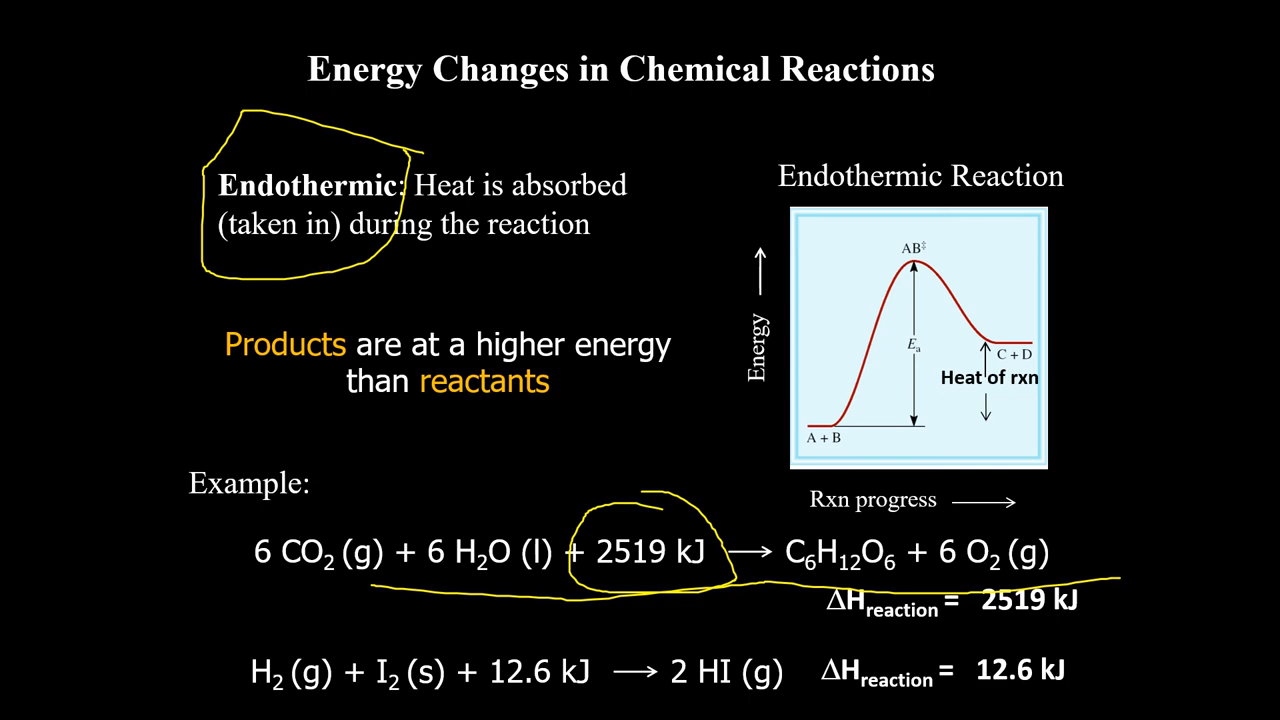 Energy Changes in Chemical Reactions
Endothermic: Heat is absorbed
(taken in) during the reaction
Products are at a higher energy
than reactants
Endothermic Reaction
Energy
AB‡
Eₐ
C + D
Heat of rxn
A + B
Rxn progress
Example:
6 CO₂ (g) + 6 H₂O (l) + 2519 kJ → C₆H₁₂O₆ + 6 O₂ (g)
ΔHreaction = 2519 kJ
H₂ (g) + I₂ (s) + 12.6 kJ → 2 HI (g) ΔHreaction = 12.6 kJ